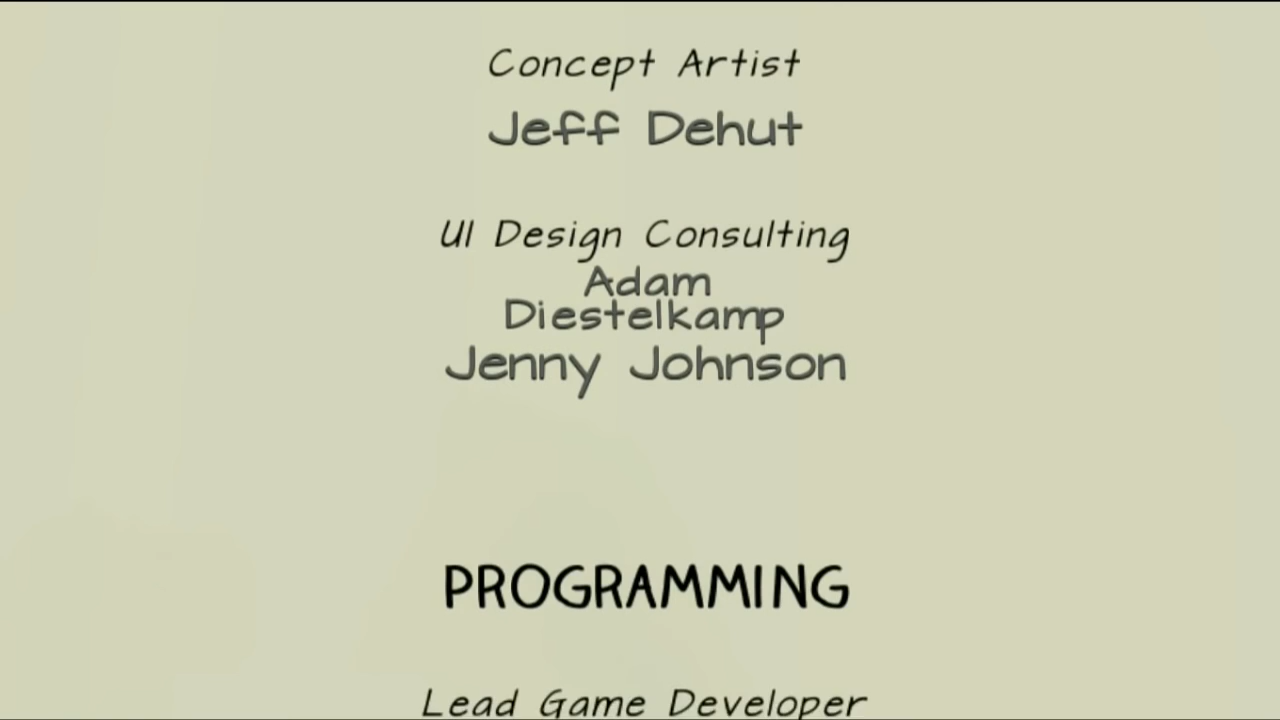 Concept Artist
Jeff Dehut
UI Design Consulting
Adam
Diestelkamp
Jenny Johnson
PROGRAMMING
Lead Game Developer